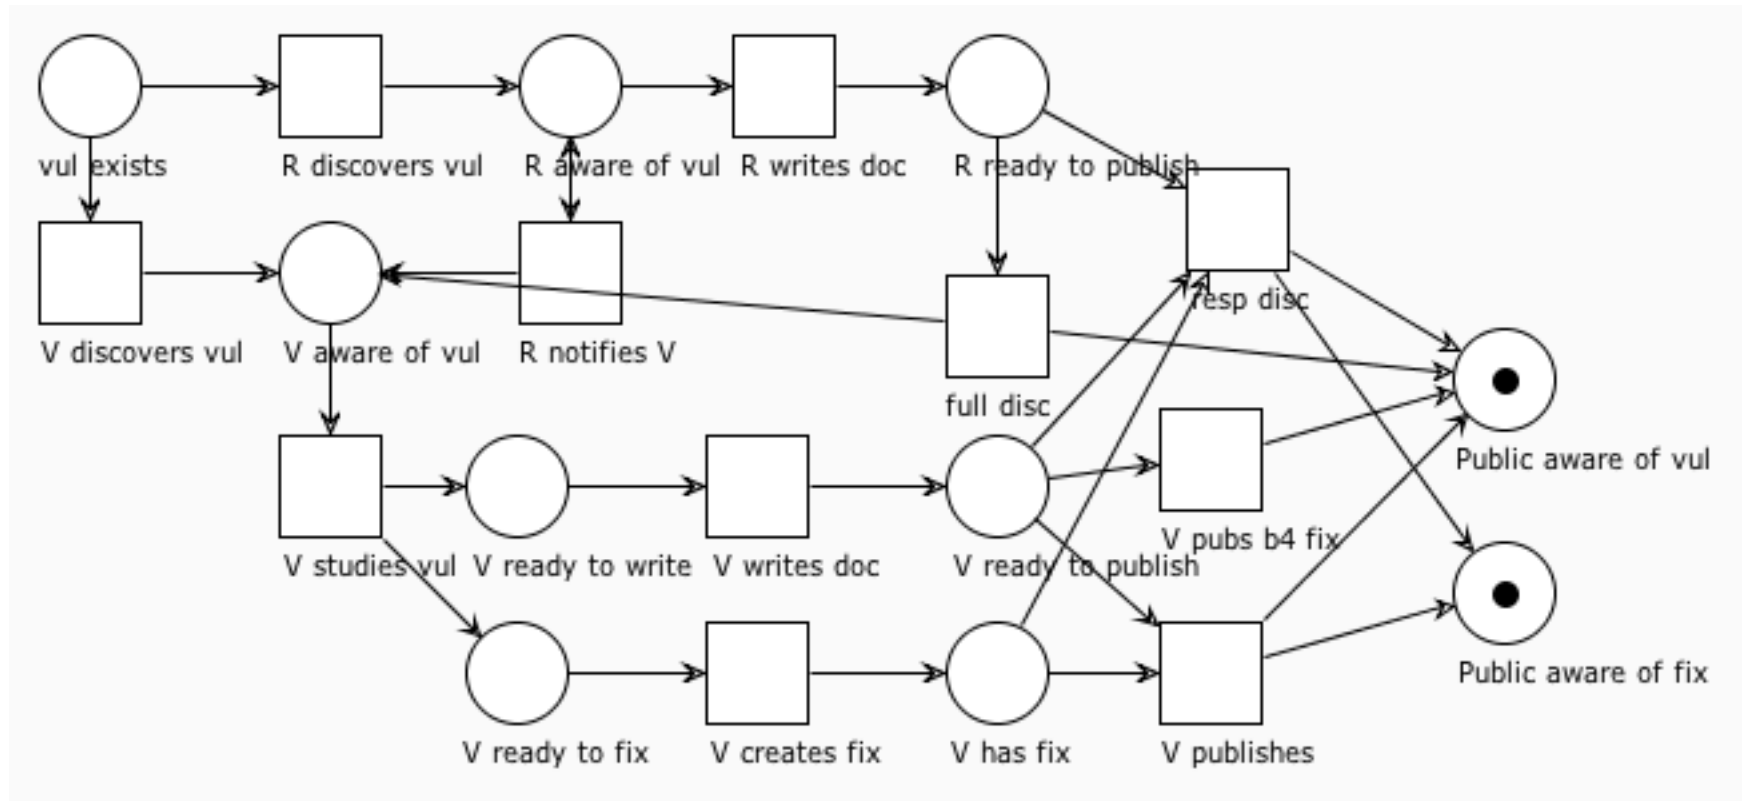 vul exists
R discovers vul
R aware of vul
R writes doc
R ready to publish
resp disc
V discovers vul
V aware of vul
R notifies V
full disc
Public aware of vul
V pubs b4 fix
V studies vul
V ready to write
V writes doc
V ready to publish
Public aware of fix
V ready to fix
V creates fix
V has fix
V publishes